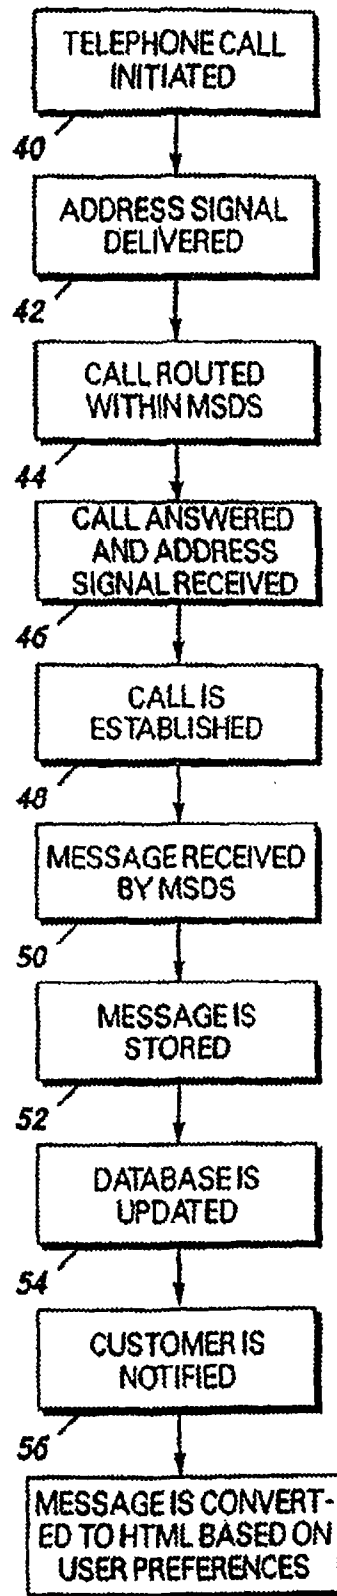 TELEPHONE CALL
INITIATED
40
ADDRESS SIGNAL
DELIVERED
42
CALL ROUTED
WITHIN MSDS
44
CALL ANSWERED
AND ADDRESS
SIGNAL RECEIVED
46
CALL IS
ESTABLISHED
48
MESSAGE RECEIVED
BY MSDS
50
MESSAGE IS
STORED
52
DATABASE IS
UPDATED
54
CUSTOMER IS
NOTIFIED
56
MESSAGE IS CONVERT-
ED TO HTML BASED ON
USER PREFERENCES